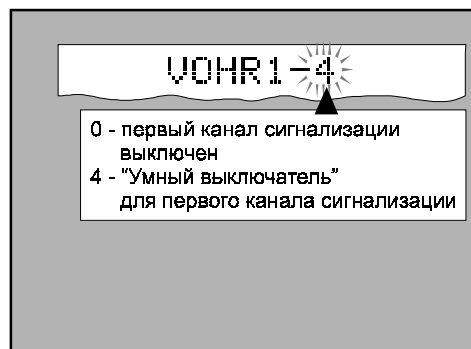 VOHR1-4
0 - первый канал сигнализации
выключен
4 - "Умный выключатель"
для первого канала сигнализации